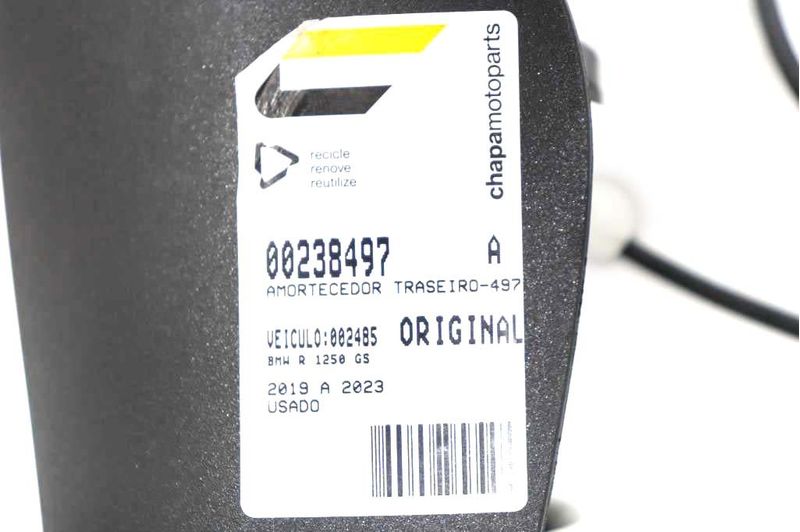 chapamotoparts
recicle
renove
reutilize
00238497 A
AMORTECEDOR TRASEIRO-497
VEICULO:002485 ORIGINAL
BMW R 1250 GS
2019 A 2023
USADO